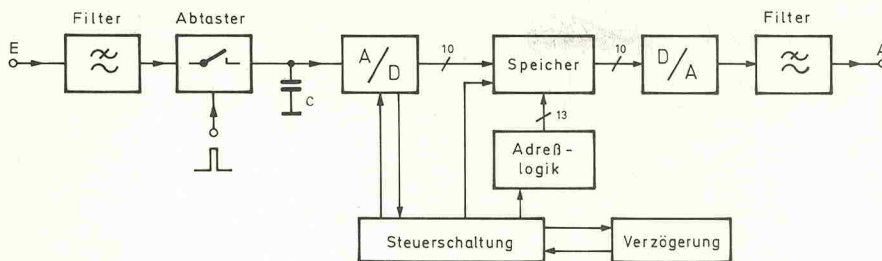 Filter
Abtaster
Filter
E
A
A/D
10
Speicher
10
D/A
C
13
Adreß-
logik
Steuerschaltung
Verzögerung